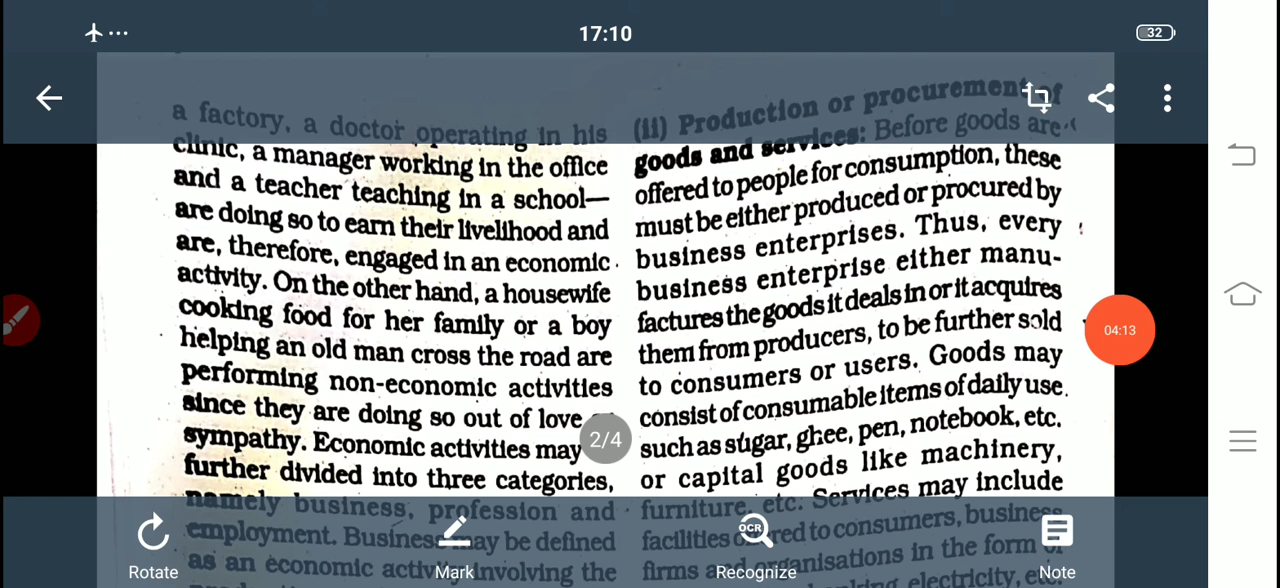 17:10
32
a factory, a doctor operating in his
clinic, a manager working in the office
and a teacher teaching in a school—
are doing so to earn their livelihood and
are, therefore, engaged in an economic
activity. On the other hand, a housewife
cooking food for her family or a boy
helping an old man cross the road are
performing non-economic activities
since they are doing so out of love
sympathy. Economic activities may
further divided into three categories,
namely business, profession and
employment. Business may be defined
as an economic activity involving the
(ii) Production or procurement of
goods and services: Before goods are
offered to people for consumption, these
must be either produced or procured by
business enterprises. Thus, every
business enterprise either manu-
factures the goods it deals in or it acquires
them from producers, to be further sold
to consumers or users. Goods may
consist of consumable items of daily use
such as sugar, ghee, pen, notebook, etc.
or capital goods like machinery,
furniture, etc. Services may include
facilities offered to consumers, business
firms and organisations in the form of
electricity, etc.
04:13
2/4
Rotate
Mark
OCR
Recognize
Note